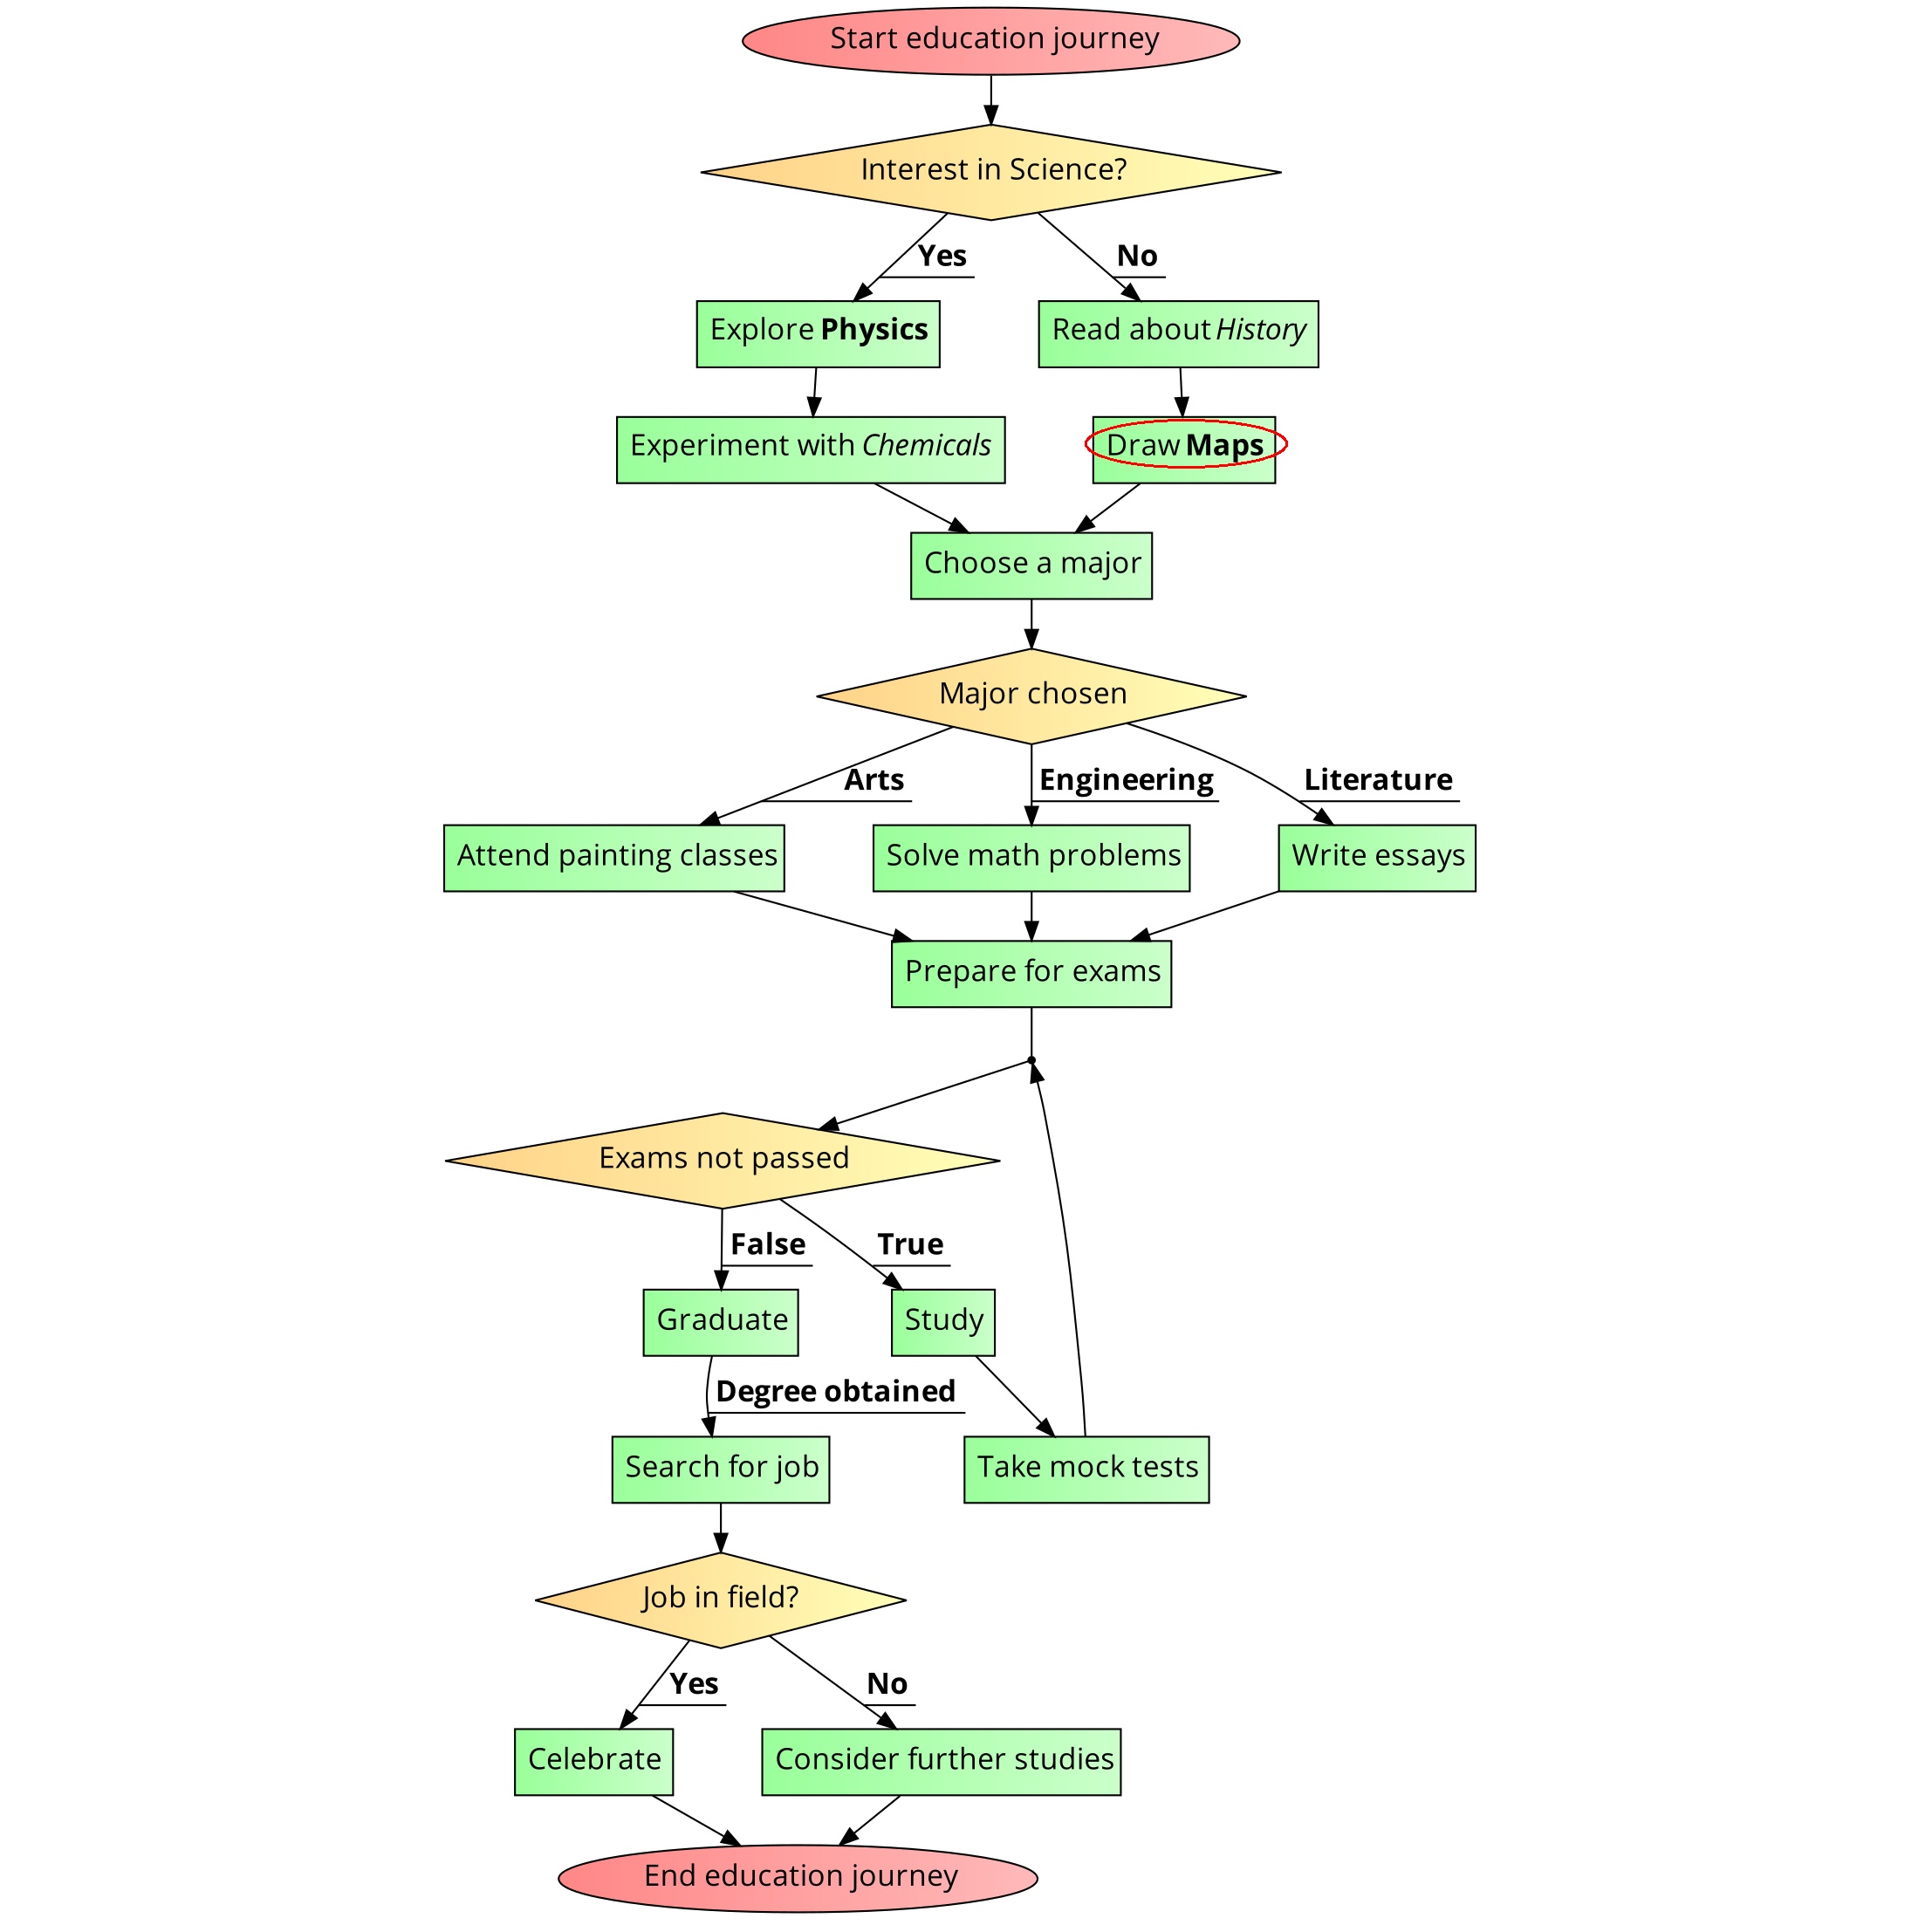 Start education journey
Interest in Science?
Yes
No
Explore Physics
Read about History
Experiment with Chemicals
Draw Maps
Choose a major
Major chosen
Arts
Engineering
Literature
Attend painting classes
Solve math problems
Write essays
Prepare for exams
Exams not passed
False
True
Graduate
Study
Degree obtained
Search for job
Take mock tests
Job in field?
Yes
No
Celebrate
Consider further studies
End education journey